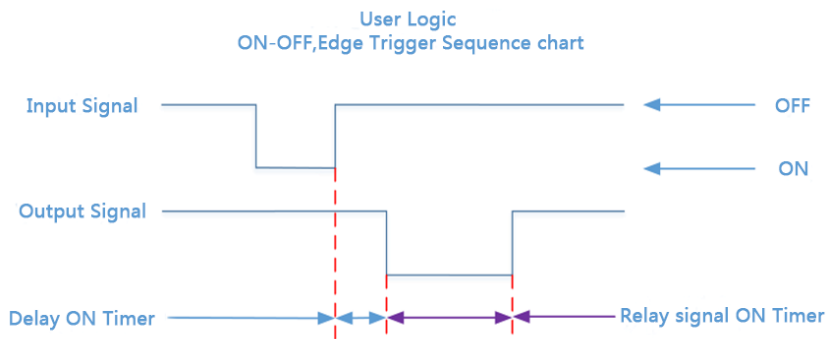 User Logic
ON-OFF,Edge Trigger Sequence chart
Input Signal
OFF
ON
Output Signal
Delay ON Timer
Relay signal ON Timer